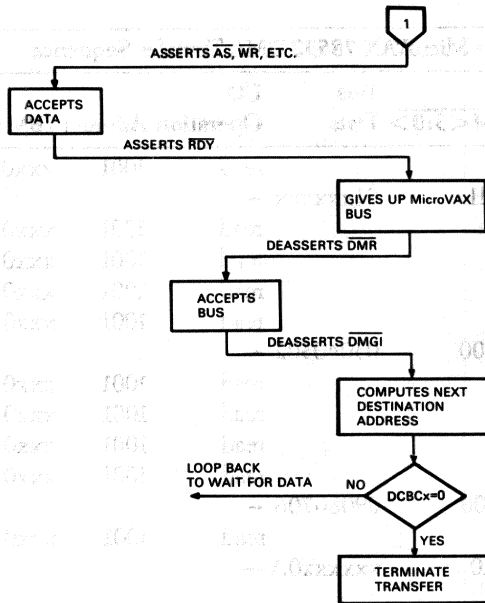 1
ASSERTS AS, WR, ETC.
ACCEPTS
DATA
ASSERTS RDY
GIVES UP MicroVAX
BUS
DEASSERTS DMR
ACCEPTS
BUS
DEASSERTS DMGI
COMPUTES NEXT
DESTINATION
ADDRESS
LOOP BACK
TO WAIT FOR DATA
NO
DCBCx=0
YES
TERMINATE
TRANSFER